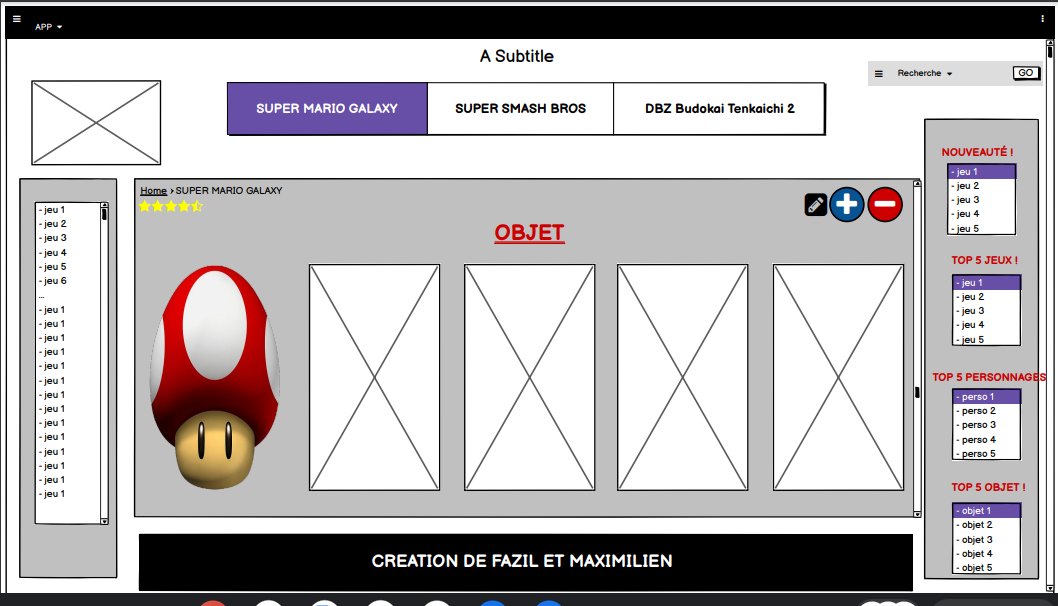 APP
A Subtitle
Recherche
GO
SUPER MARIO GALAXY
SUPER SMASH BROS
DBZ Budokai Tenkaichi 2
- jeu 1
- jeu 2
- jeu 3
- jeu 4
- jeu 5
- jeu 6
...
- jeu 1
- jeu 1
- jeu 1
- jeu 1
- jeu 1
- jeu 1
- jeu 1
- jeu 1
- jeu 1
- jeu 1
- jeu 1
- jeu 1
- jeu 1
- jeu 1
Home › SUPER MARIO GALAXY
OBJET
NOUVEAUTÉ !
- jeu 1
- jeu 2
- jeu 3
- jeu 4
- jeu 5
TOP 5 JEUX !
- jeu 1
- jeu 2
- jeu 3
- jeu 4
- jeu 5
TOP 5 PERSONNAGES
- perso 1
- perso 2
- perso 3
- perso 4
- perso 5
TOP 5 OBJET !
- objet 1
- objet 2
- objet 3
- objet 4
- objet 5
CREATION DE FAZIL ET MAXIMILIEN